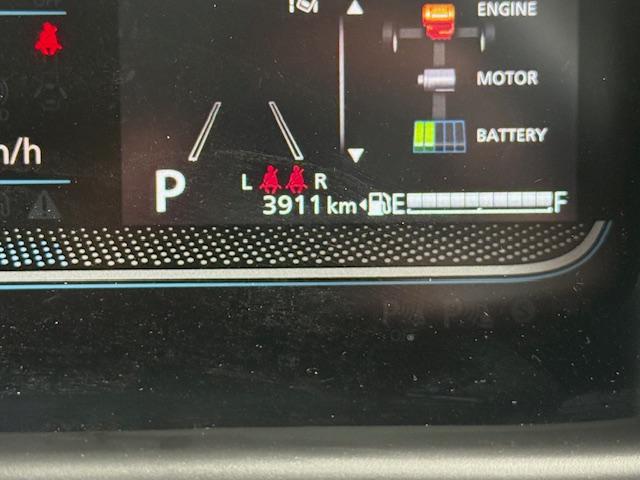 ENGINE
MOTOR
n/h
BATTERY
P
L R
3911 km E F